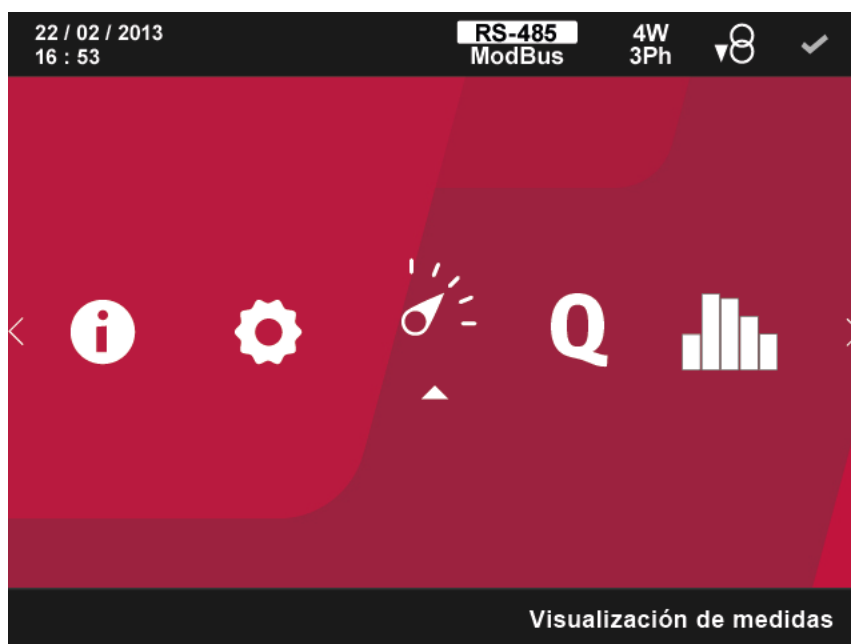 22 / 02 / 2013
16 : 53
RS-485
ModBus
4W
3Ph
Q
Visualización de medidas